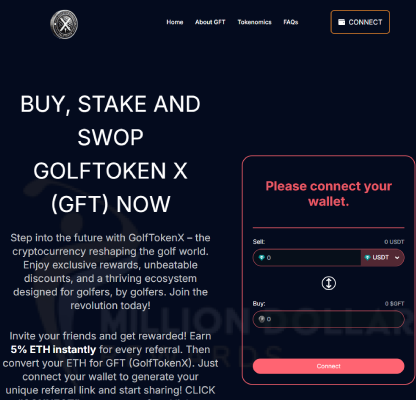 Home About GFT Tokenomics FAQs CONNECT
BUY, STAKE AND
SWOP
GOLFTOKEN X
(GFT) NOW
Step into the future with GolfTokenX – the
cryptocurrency reshaping the golf world.
Enjoy exclusive rewards, unbeatable
discounts, and a thriving ecosystem
designed for golfers, by golfers. Join the
revolution today!
Invite your friends and get rewarded! Earn
5% ETH instantly for every referral. Then
convert your ETH for GFT (GolfTokenX). Just
connect your wallet to generate your
unique referral link and start sharing! CLICK
Please connect your
wallet.
Sell: 0 USDT
0 USDT
Buy: 0 $GFT
0
Connect
MILLION DOLLAR